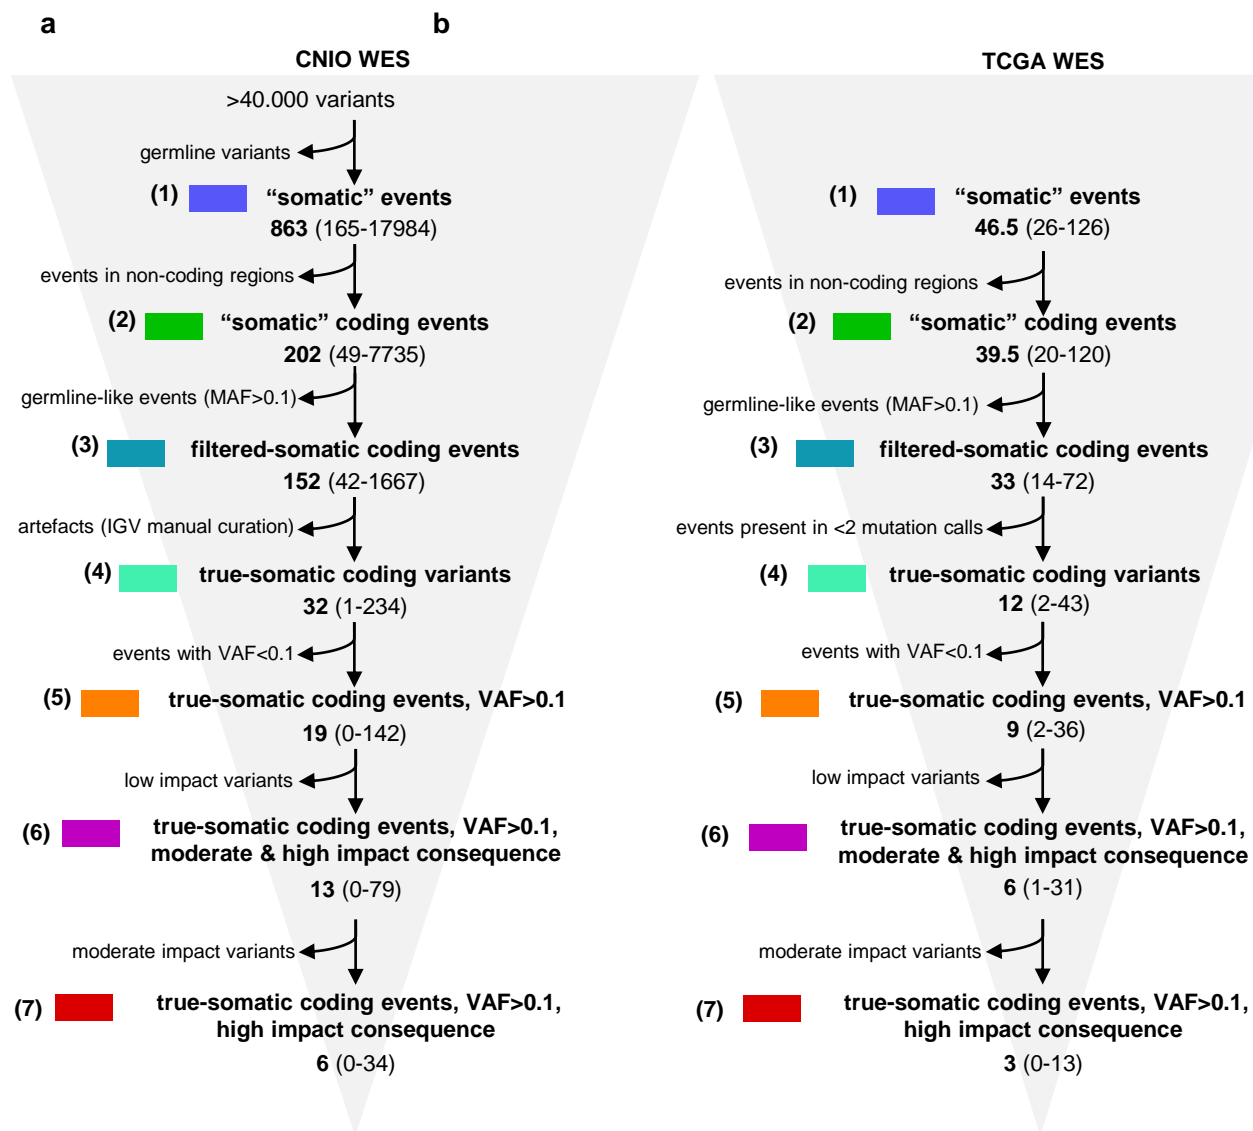 a
CNIO WES
>40.000 variants
germline variants
(1)
“somatic” events
863 (165-17984)
events in non-coding regions
(2)
“somatic” coding events
202 (49-7735)
germline-like events (MAF>0.1)
(3)
filtered-somatic coding events
152 (42-1667)
artefacts (IGV manual curation)
(4)
true-somatic coding variants
32 (1-234)
events with VAF<0.1
(5)
true-somatic coding events, VAF>0.1
19 (0-142)
low impact variants
(6)
true-somatic coding events, VAF>0.1,
moderate & high impact consequence
13 (0-79)
moderate impact variants
(7)
true-somatic coding events, VAF>0.1,
high impact consequence
6 (0-34)
b
TCGA WES
(1)
“somatic” events
46.5 (26-126)
events in non-coding regions
(2)
“somatic” coding events
39.5 (20-120)
germline-like events (MAF>0.1)
(3)
filtered-somatic coding events
33 (14-72)
events present in <2 mutation calls
(4)
true-somatic coding variants
12 (2-43)
events with VAF<0.1
(5)
true-somatic coding events, VAF>0.1
9 (2-36)
low impact variants
(6)
true-somatic coding events, VAF>0.1,
moderate & high impact consequence
6 (1-31)
moderate impact variants
(7)
true-somatic coding events, VAF>0.1,
high impact consequence
3 (0-13)